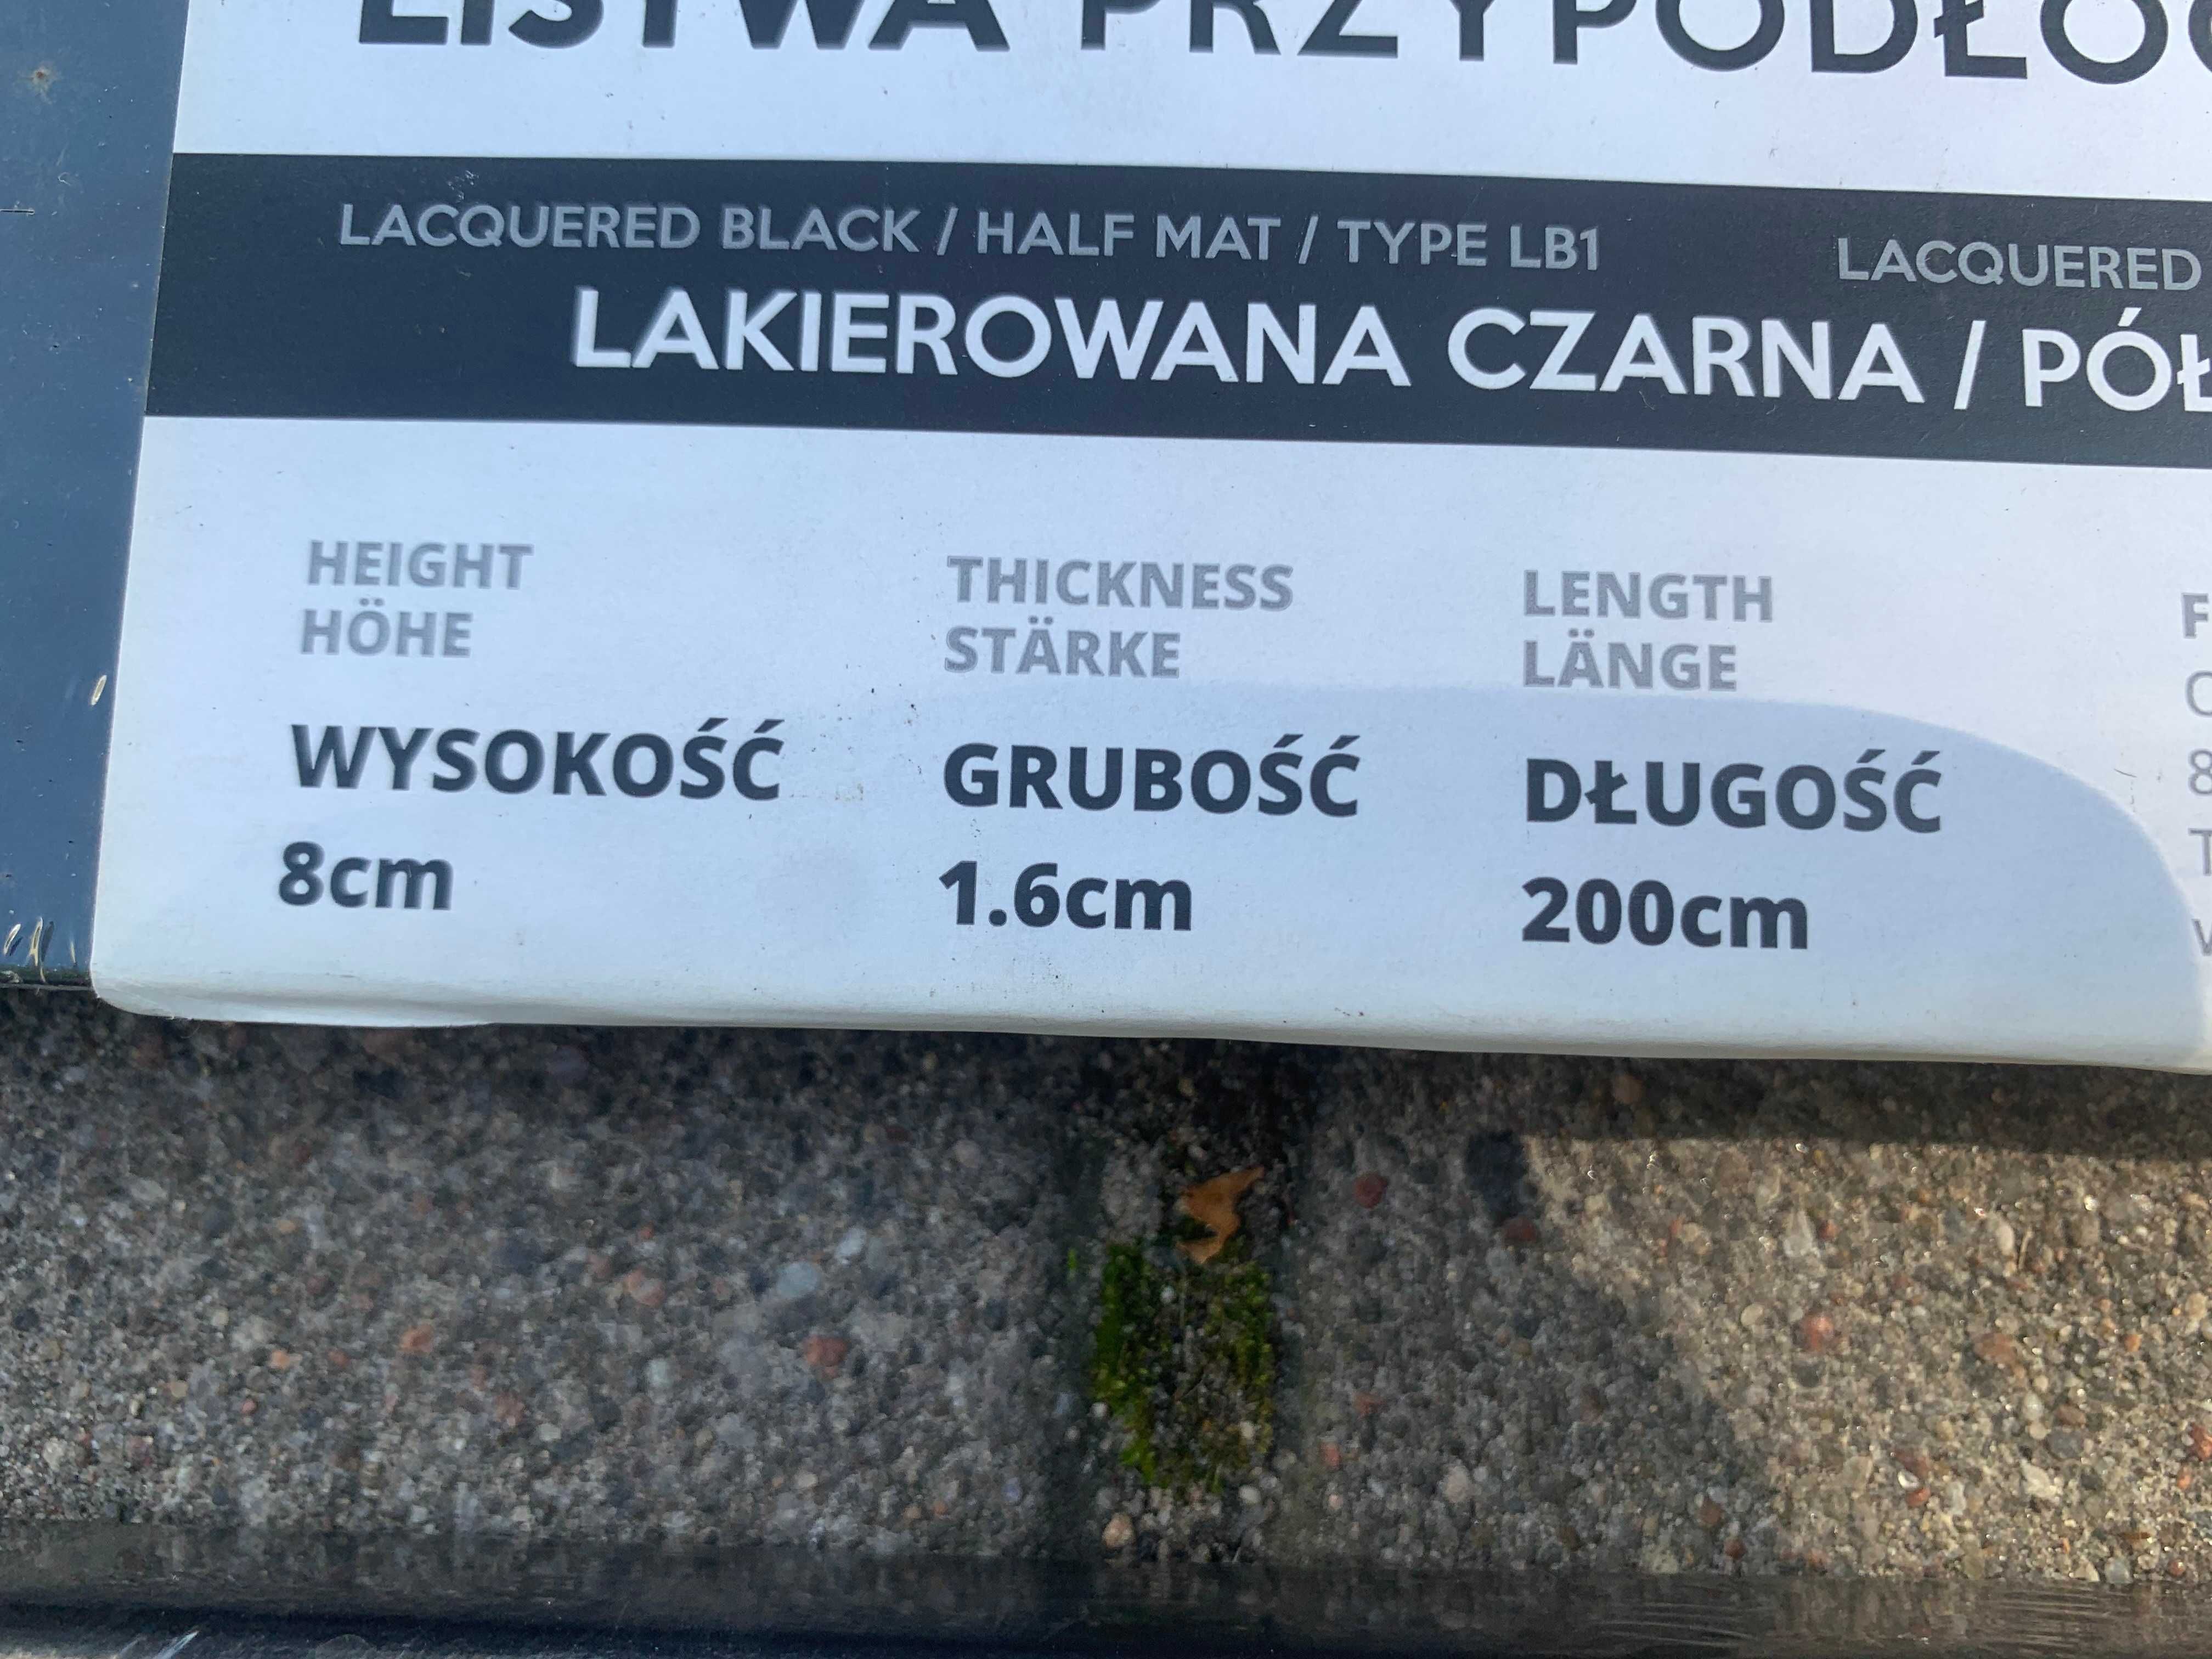 LISTWA
LACQUERED BLACK / HALF MAT / TYPE LB1
LACQUERED
LAKIEROWANA CZARNA /
HEIGHT
HÖHE
WYSOKOŚĆ
8cm
THICKNESS
STÄRKE
GRUBOŚĆ
1.6cm
LENGTH
LÄNGE
DŁUGOŚĆ
200cm